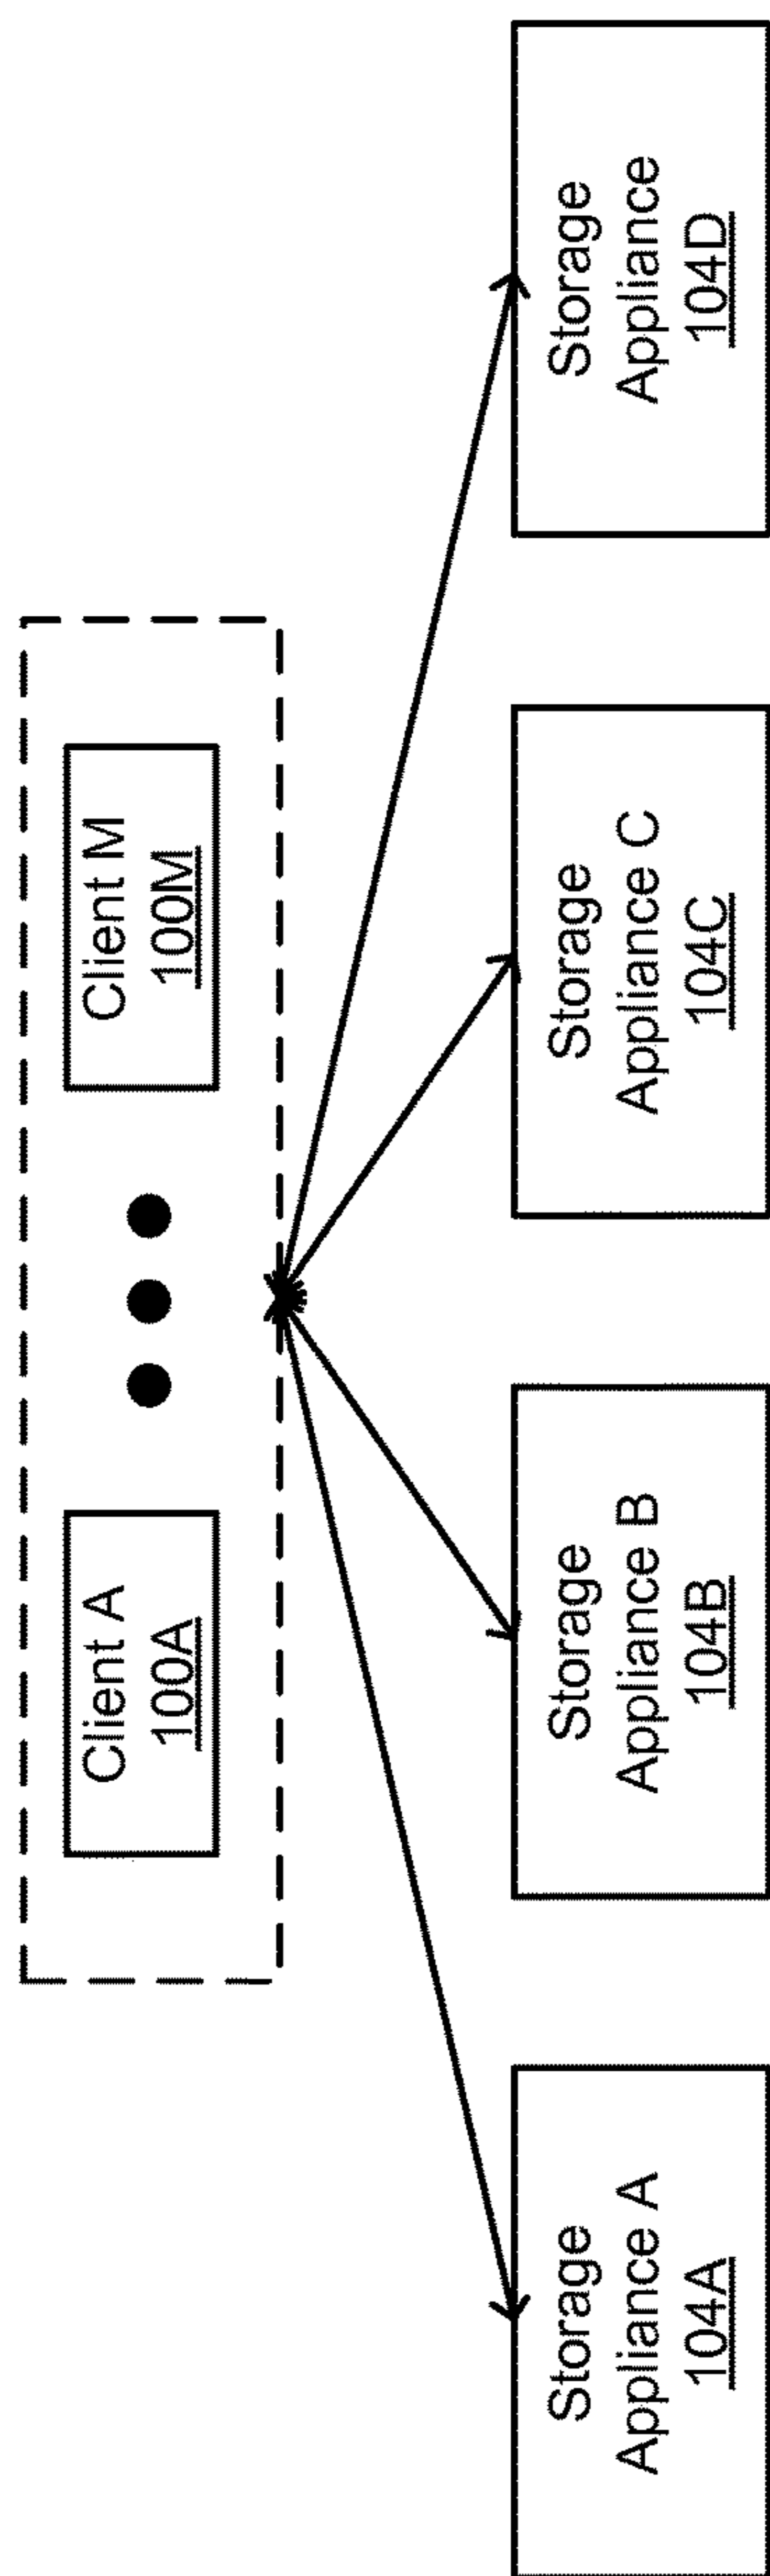 Client A
100A
Client M
100M
Storage
Appliance A
104A
Storage
Appliance B
104B
Storage
Appliance C
104C
Storage
Appliance
104D